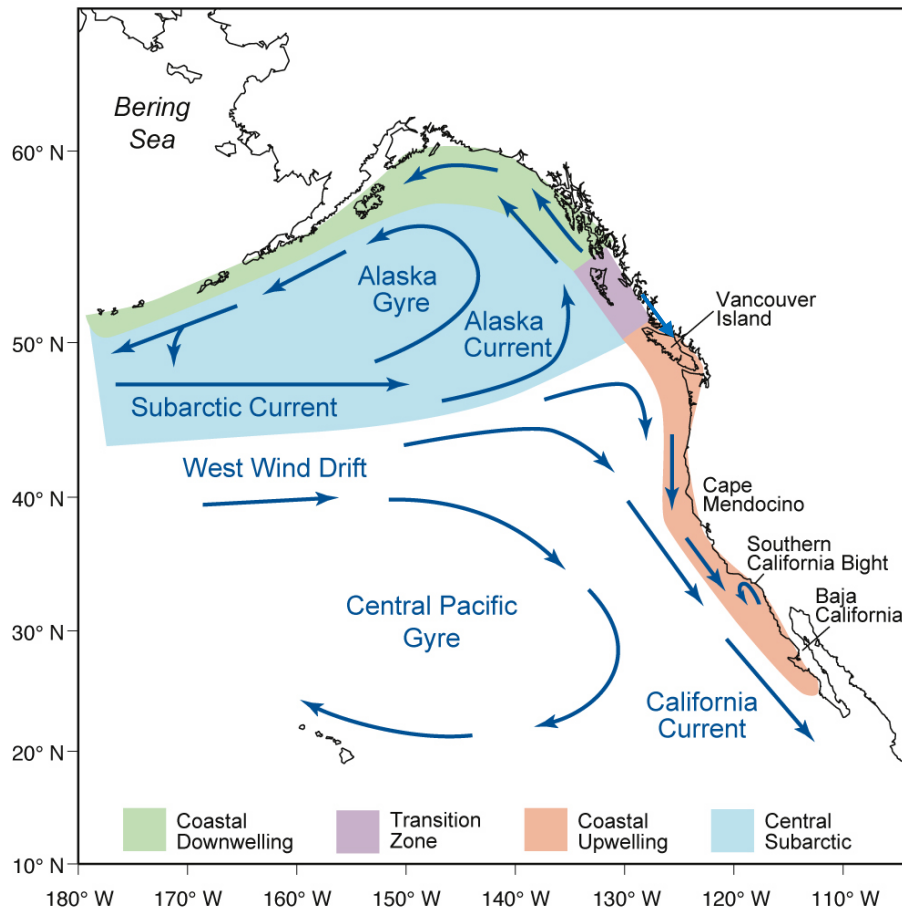 Bering
Sea
60° N
Alaska
Gyre
Alaska
Current
Vancouver
Island
50° N
Subarctic Current
West Wind Drift
40° N
Cape
Mendocino
Southern
California Bight
Baja
California
Central Pacific
Gyre
30° N
California
Current
20° N
Coastal
Downwelling
Transition
Zone
Coastal
Upwelling
Central
Subarctic
10° N
180° W
170° W
160° W
150° W
140° W
130° W
120° W
110° W